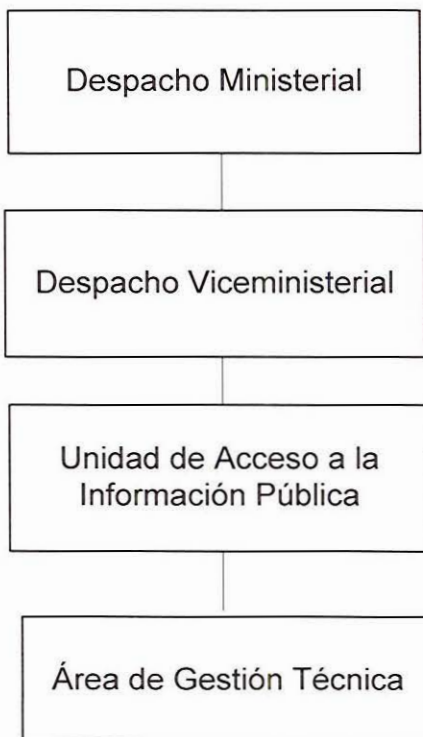 Despacho Ministerial
Despacho Viceministerial
Unidad de Acceso a la
Información Pública
Área de Gestión Técnica